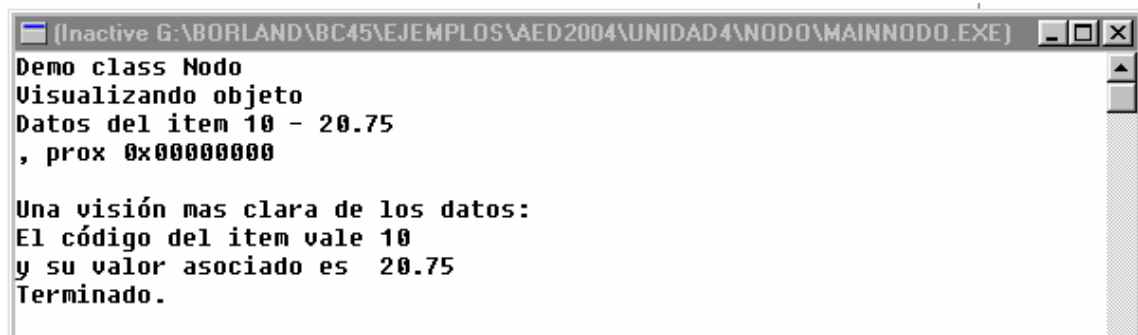 (Inactive G:\BORLAND\BC45\EJEMPLOS\AED2004\UNIDAD4\NODO\MAINNODO.EXE)
Demo class Nodo
Visualizando objeto
Datos del item 10 - 20.75
, prox 0x00000000
Una visión mas clara de los datos:
El código del item vale 10
y su valor asociado es  20.75
Terminado.